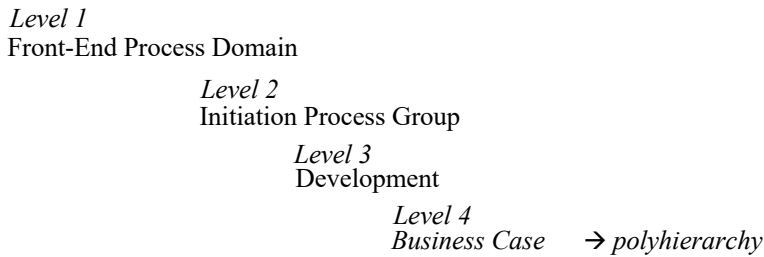 Level 1
Front-End Process Domain
Level 2
Initiation Process Group
Level 3
Development
Level 4
Business Case → polyhierarchy